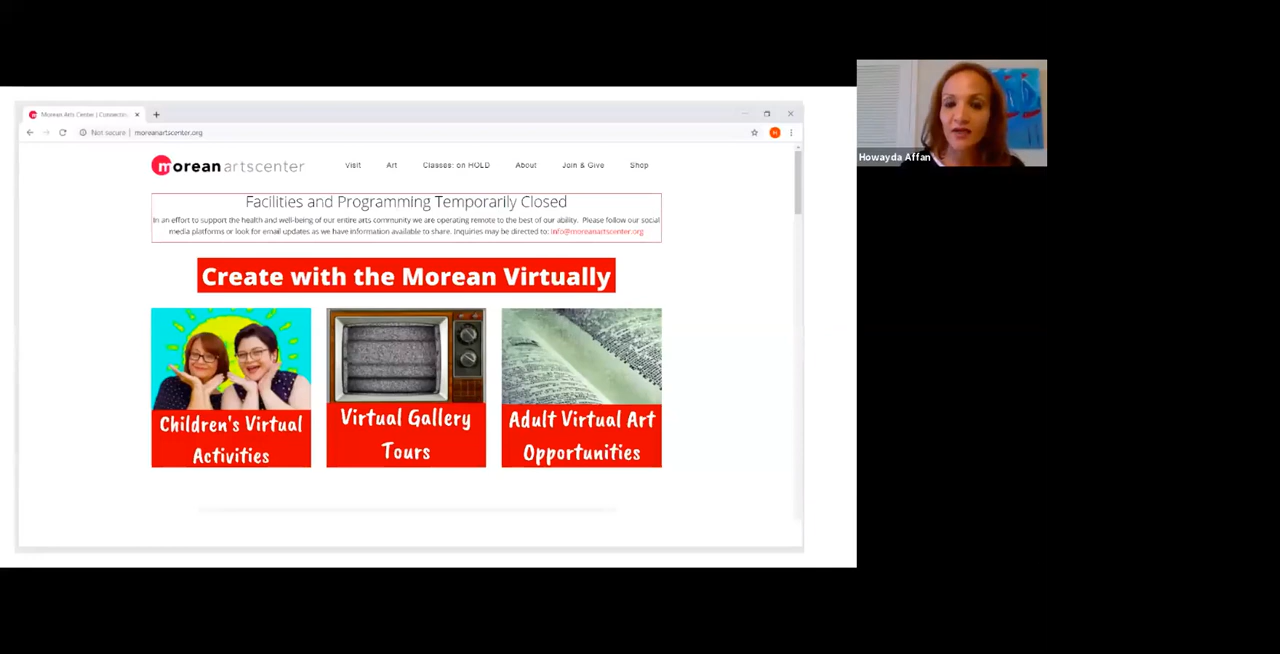 Morean Arts Center | Connectin
Not secure | moreanartscenter.org
moreanartscenter
Visit Art Classes: on HOLD About Join & Give Shop
Facilities and Programming Temporarily Closed
In an effort to support the health and well-being of our entire arts community we are operating remote to the best of our ability. Please follow our social
media platforms or look for email updates as we have information available to share. Inquiries may be directed to: info@moreanartscenter.org
Create with the Morean Virtually
Children's Virtual
Activities
Virtual Gallery
Tours
Adult Virtual Art
Opportunities
Howayda Affan